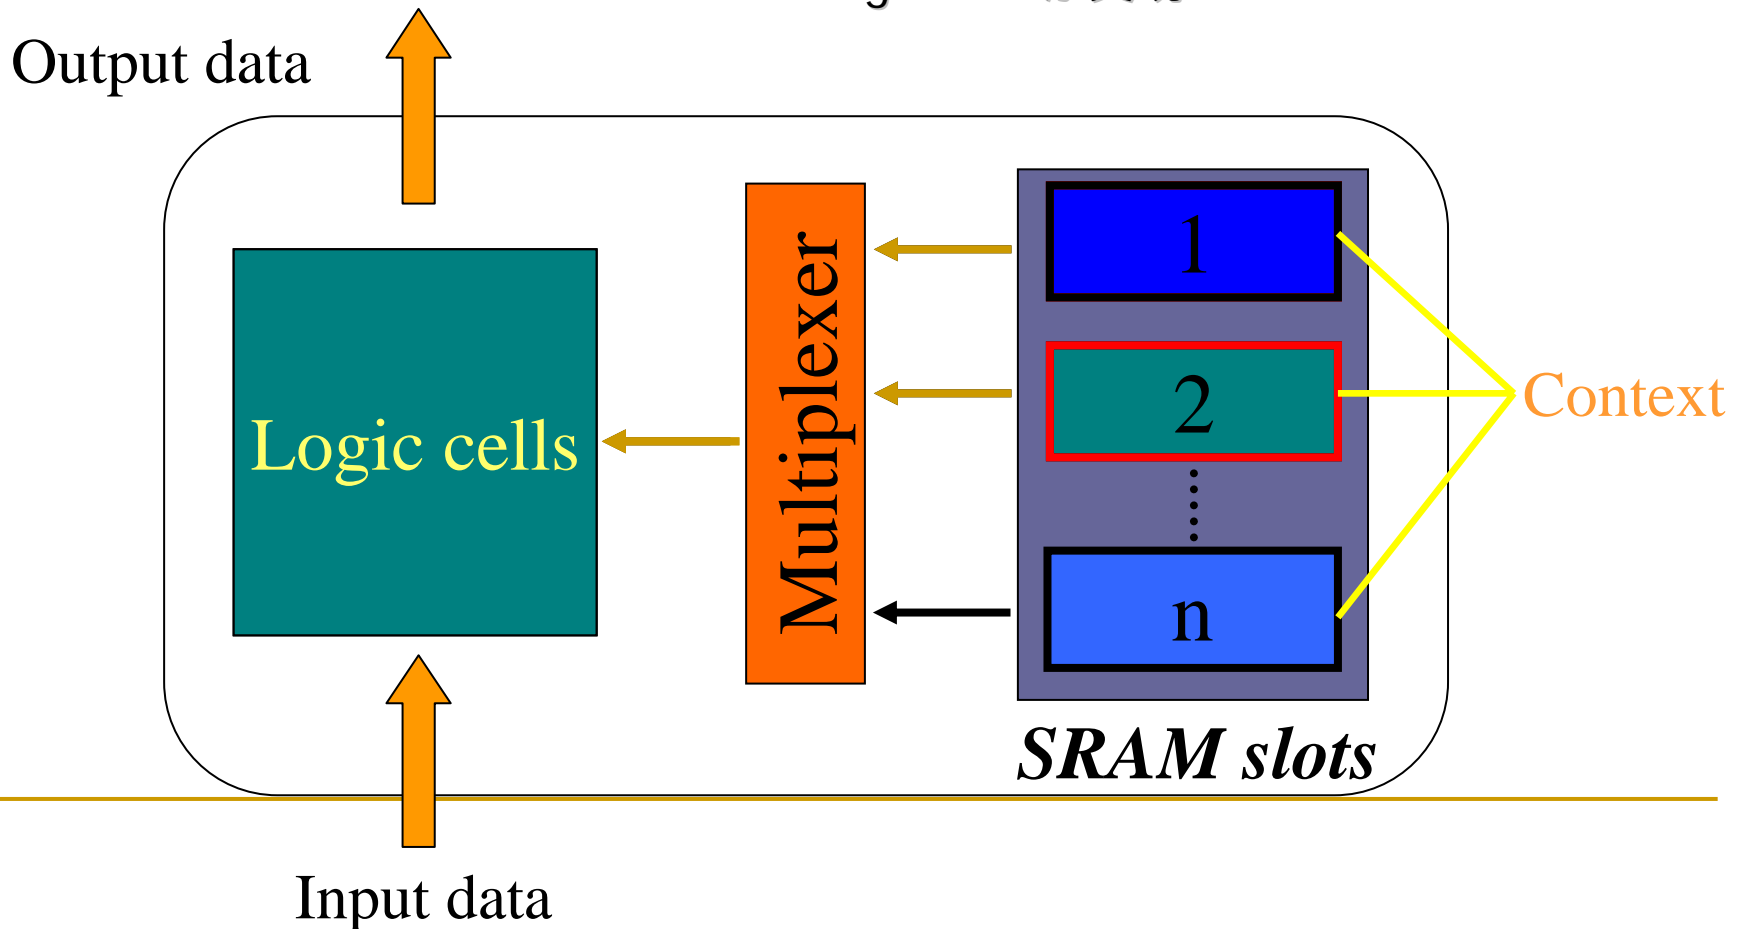 Output data
1
Multiplexer
2
Context
Logic cells
n
SRAM slots
Input data